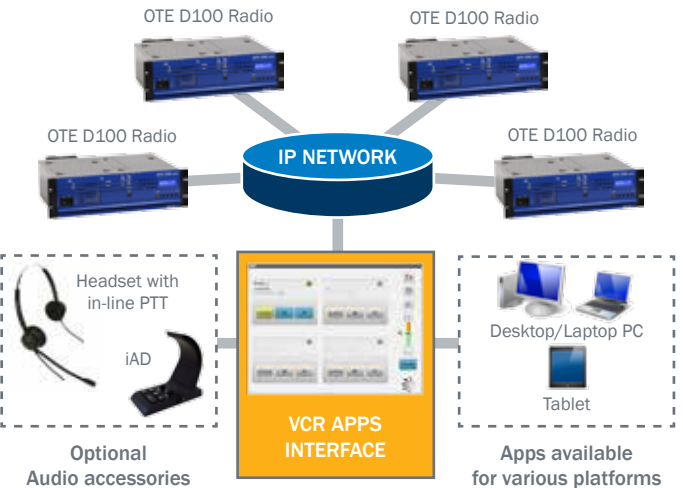 OTE D100 Radio
OTE D100 Radio
OTE D100 Radio
OTE D100 Radio
IP NETWORK
Headset with
in-line PTT
iAD
Desktop/Laptop PC
Tablet
VCR APPS
INTERFACE
Optional
Audio accessories
Apps available
for various platforms